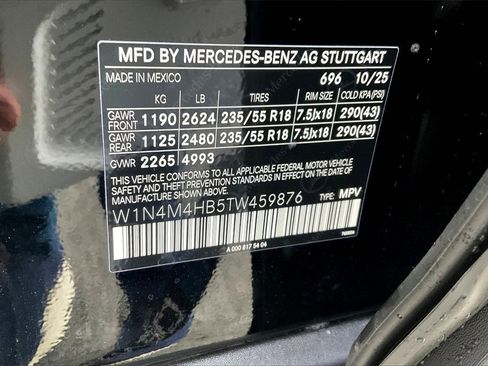 MFD BY MERCEDES-BENZ AG STUTTGART
MADE IN MEXICO 696 10/25
KG LB TIRES RIM SIZE COLD KPA(PSI)
GAWR FRONT 1190 2624 235/55 R18 7.5Jx18 290(43)
GAWR REAR 1125 2480 235/55 R18 7.5Jx18 290(43)
GVWR 2265 4993
THIS VEHICLE CONFORMS TO ALL APPLICABLE FEDERAL MOTOR VEHICLE
SAFETY STANDARDS IN EFFECT ON THE DATE OF MANUFACTURE
SHOWN ABOVE.
W1N4M4HB5TW459876 TYPE: MPV
A 000 817 54 04